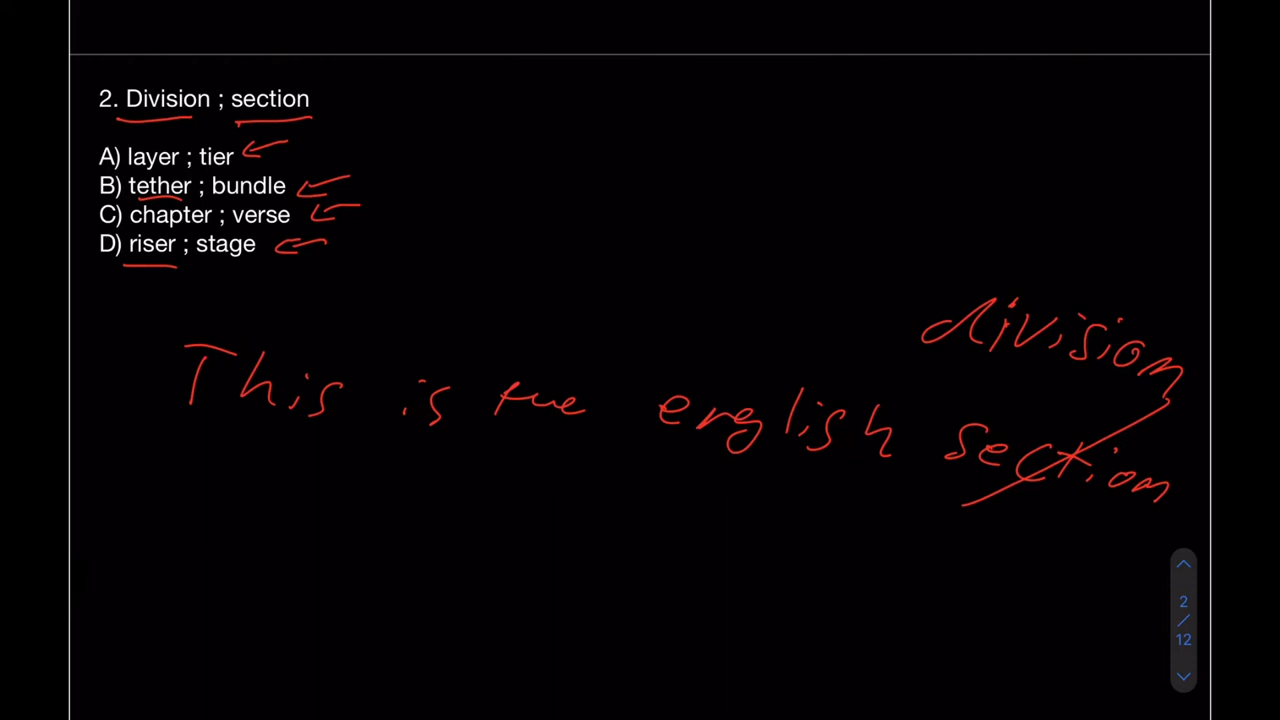 2. Division ; section
A) layer ; tier
B) tether ; bundle
C) chapter ; verse
D) riser ; stage
division
This is the english section
2
/
12